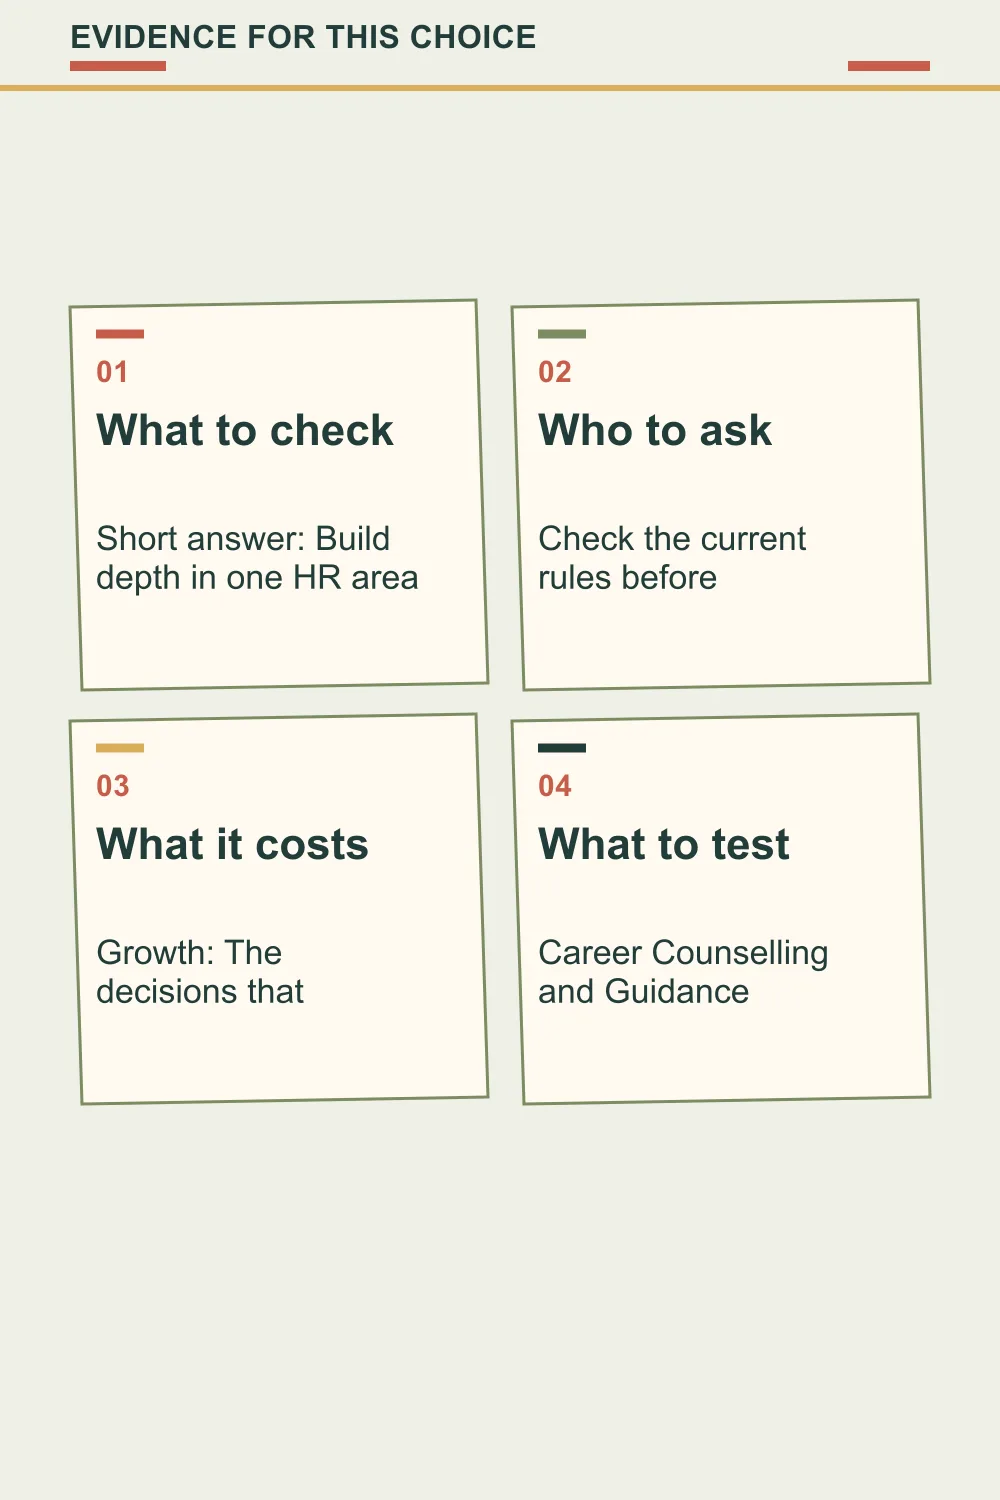 EVIDENCE FOR THIS CHOICE
01
What to check
Short answer: Build
depth in one HR area
02
Who to ask
Check the current
rules before
03
What it costs
Growth: The
decisions that
04
What to test
Career Counselling
and Guidance